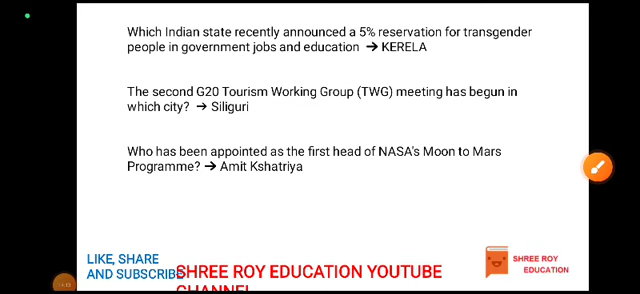 Which Indian state recently announced a 5% reservation for transgender
people in government jobs and education → KERELA
The second G20 Tourism Working Group (TWG) meeting has begun in
which city? → Siliguri
Who has been appointed as the first head of NASA's Moon to Mars
Programme? → Amit Kshatriya
LIKE, SHARE
AND SUBSCRIBE
SHREE ROY EDUCATION YOUTUBE
CHANNEL
SHREE ROY
EDUCATION